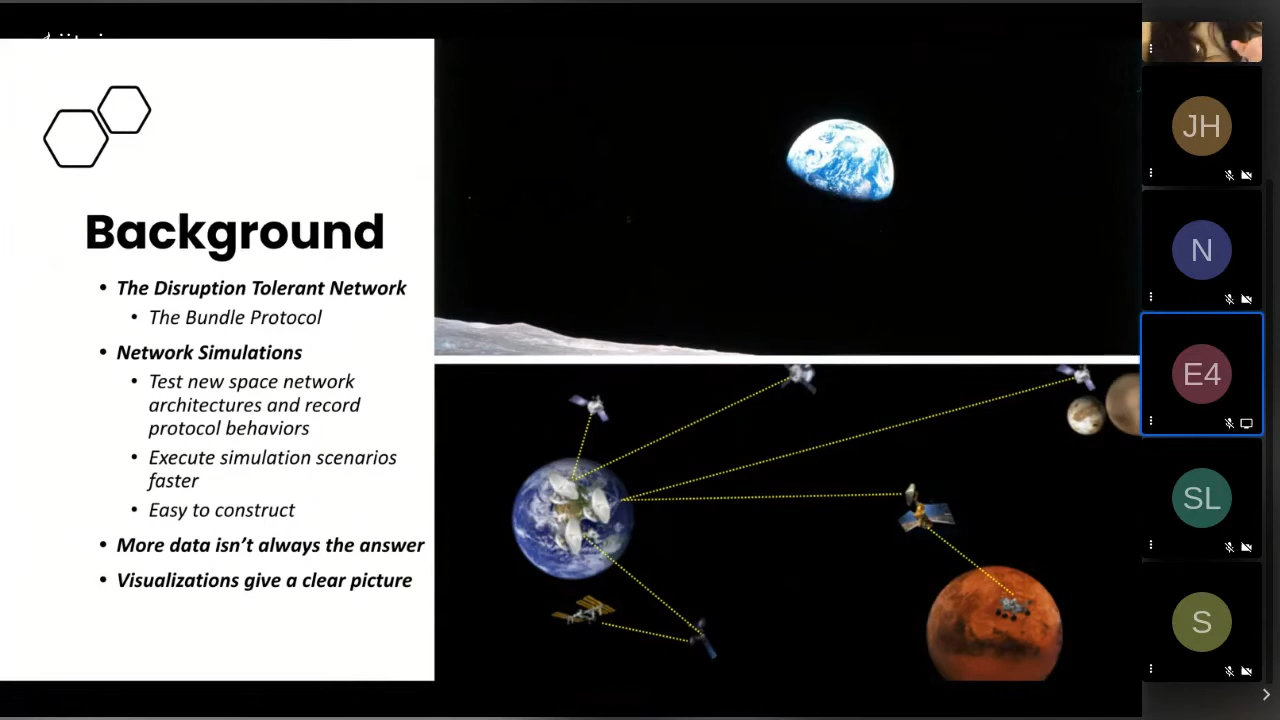 Background
• The Disruption Tolerant Network
• The Bundle Protocol
• Network Simulations
• Test new space network
architectures and record
protocol behaviors
• Execute simulation scenarios
faster
• Easy to construct
• More data isn't always the answer
• Visualizations give a clear picture
JH
N
E4
SL
S